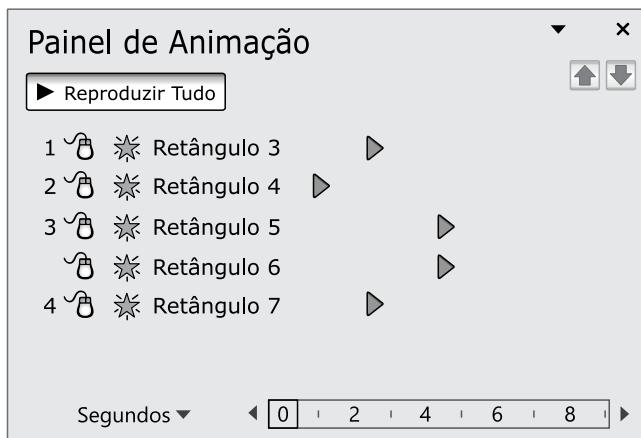 Painel de Animação
Reproduzir Tudo
1 Retângulo 3
2 Retângulo 4
3 Retângulo 5
Retângulo 6
4 Retângulo 7
Segundos 0 2 4 6 8